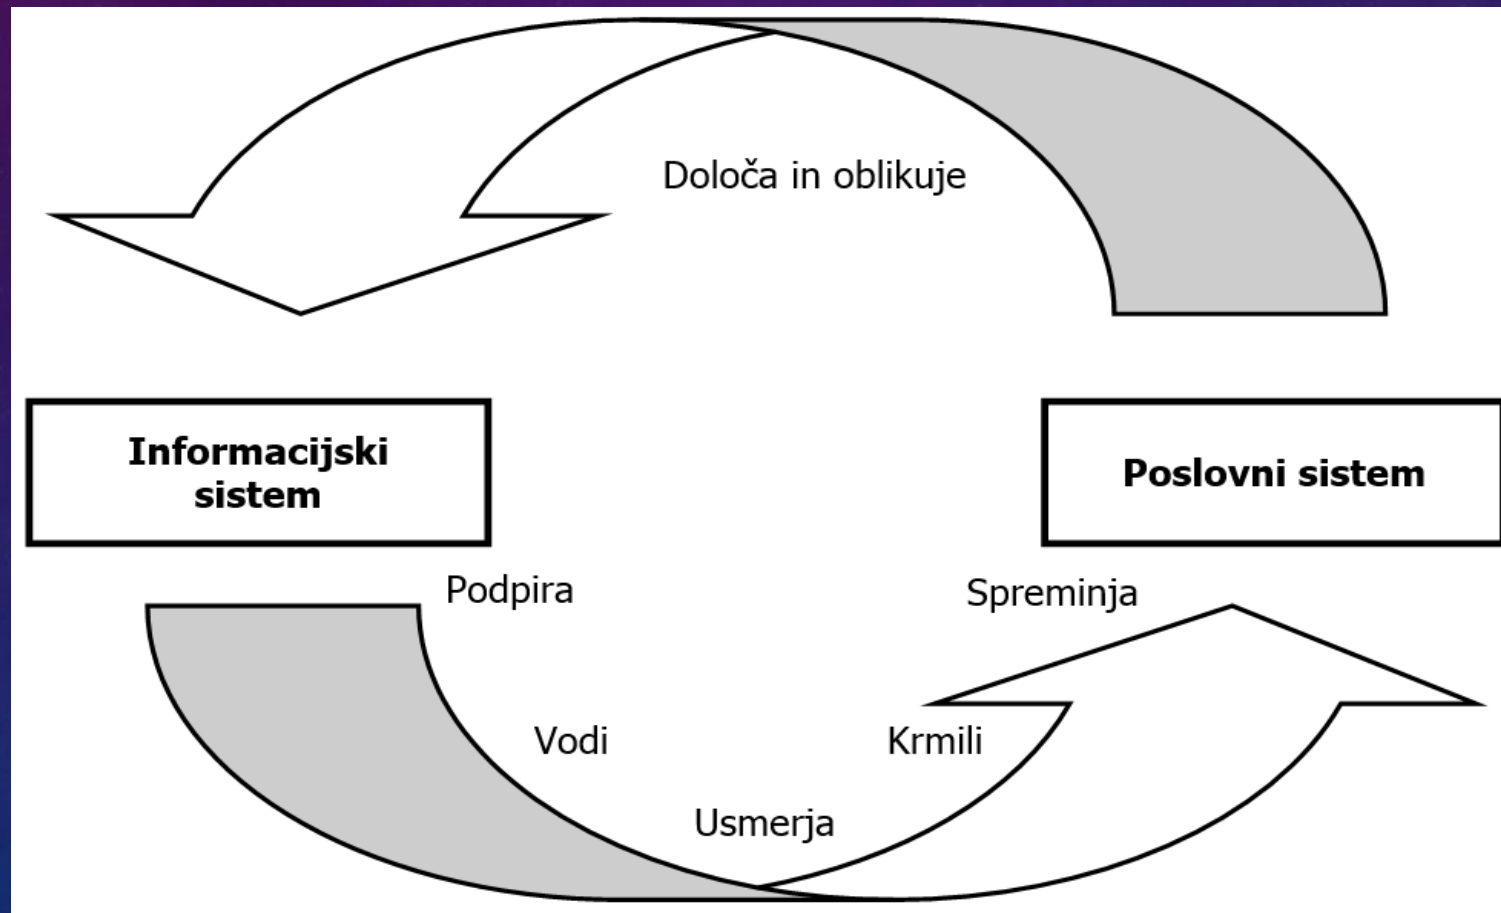 Določa in oblikuje
Informacijski
sistem
Poslovni sistem
Podpira
Spreminja
Vodi
Krmili
Usmerja